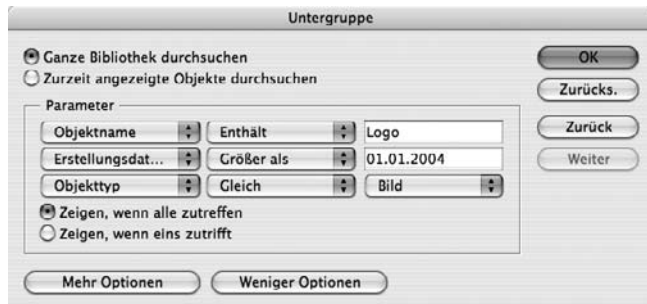 Untergruppe
Ganze Bibliothek durchsuchen
Zurzeit angezeigte Objekte durchsuchen
OK
Zurücks.
Zurück
Weiter
Parameter
Objektname Enthält Logo
Erstellungsdat... Größer als 01.01.2004
Objekttyp Gleich Bild
Zeigen, wenn alle zutreffen
Zeigen, wenn eins zutrifft
Mehr Optionen Weniger Optionen